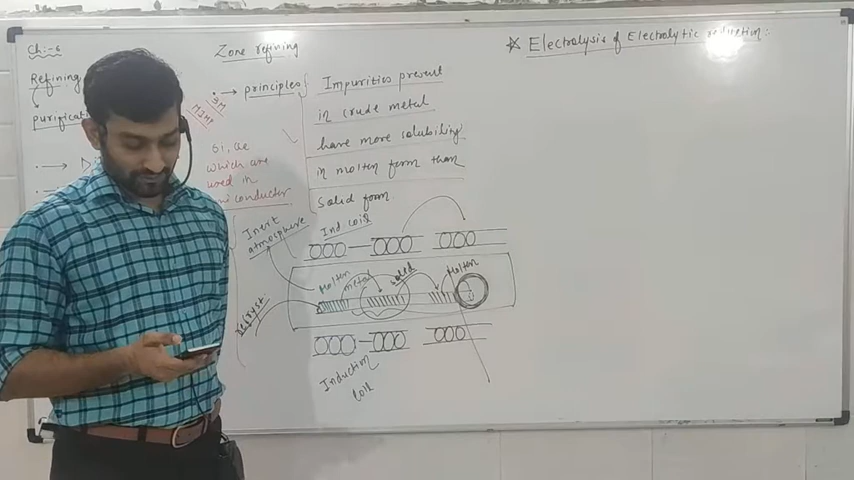 Ch:- 6
Refining
purificat
Zone refining
principles
Impurities present
in crude metal
have more solubility
in molten form than
solid form
Si, Ge
which are
used in
miconductor
Inert
atmosphere
Ind coil
Molten
metal
solid
Molten
Induction
Coil
☆ Electrolysis of Electrolytic refinetion: